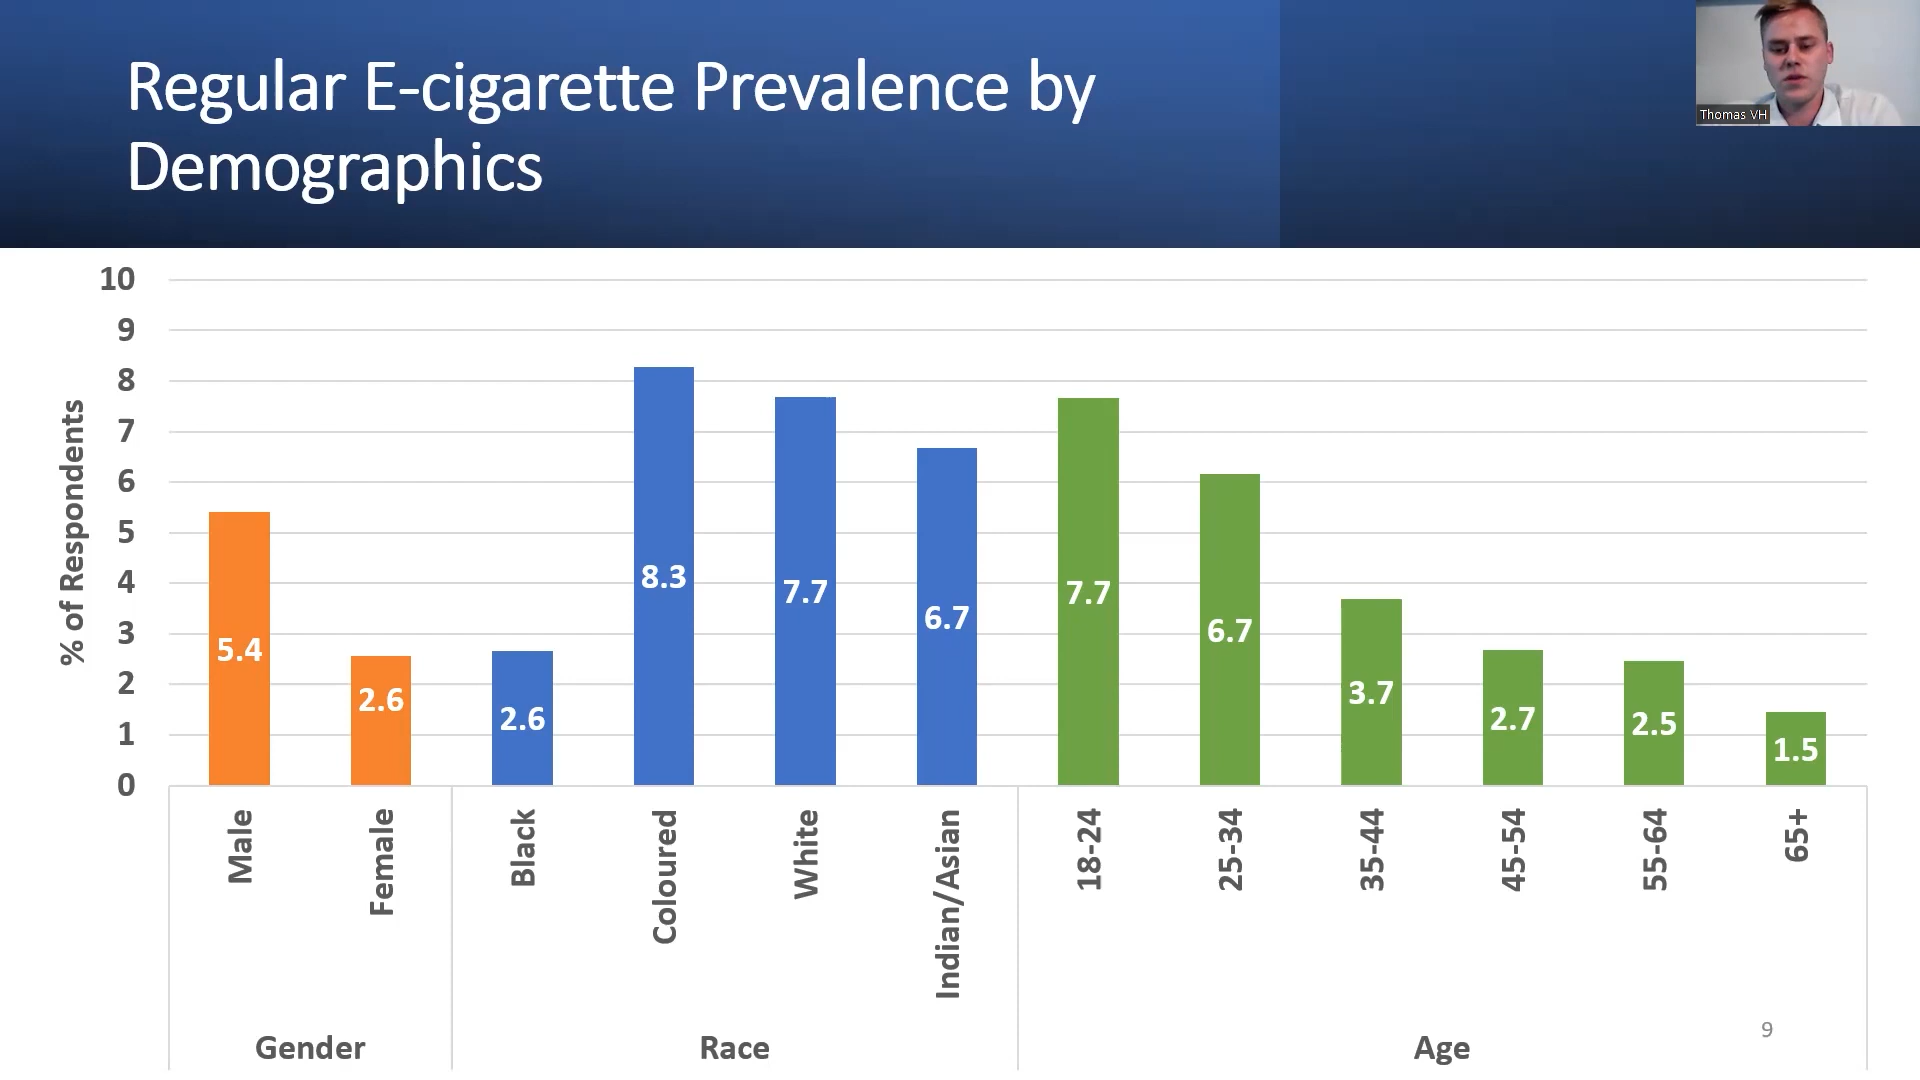 Regular E-cigarette Prevalence by
Demographics
Thomas VH
% of Respondents
10
9
8
7
6
5
4
3
2
1
0
5.4
2.6
2.6
8.3
7.7
6.7
7.7
6.7
3.7
2.7
2.5
1.5
Male
Female
Black
Coloured
White
Indian/Asian
18-24
25-34
35-44
45-54
55-64
65+
Gender
Race
Age
9